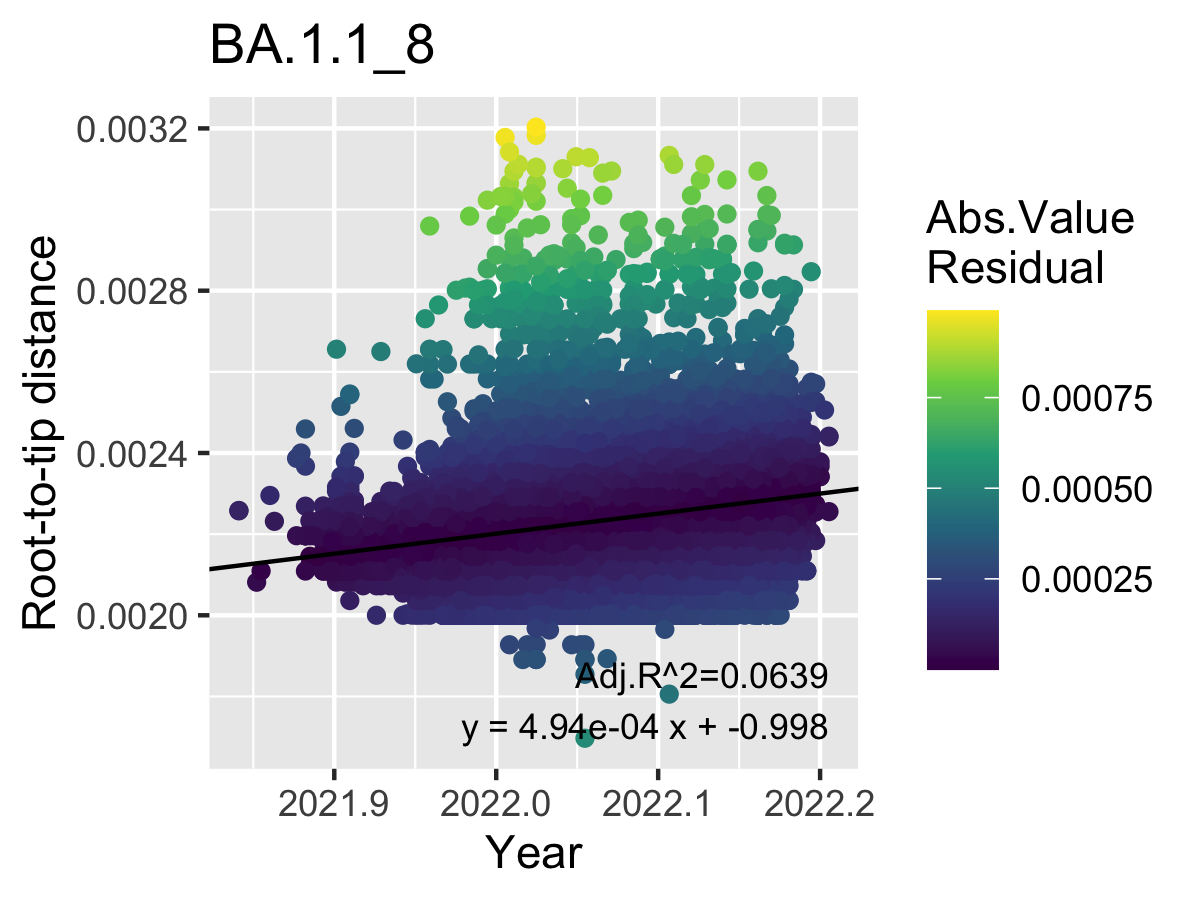 BA.1.1_8
0.0032
0.0028
0.0024
0.0020
Root-to-tip distance
Adj.R^2=0.0639
y = 4.94e-04 x + -0.998
2021.9 2022.0 2022.1 2022.2
Year
Abs.Value
Residual
0.00075
0.00050
0.00025